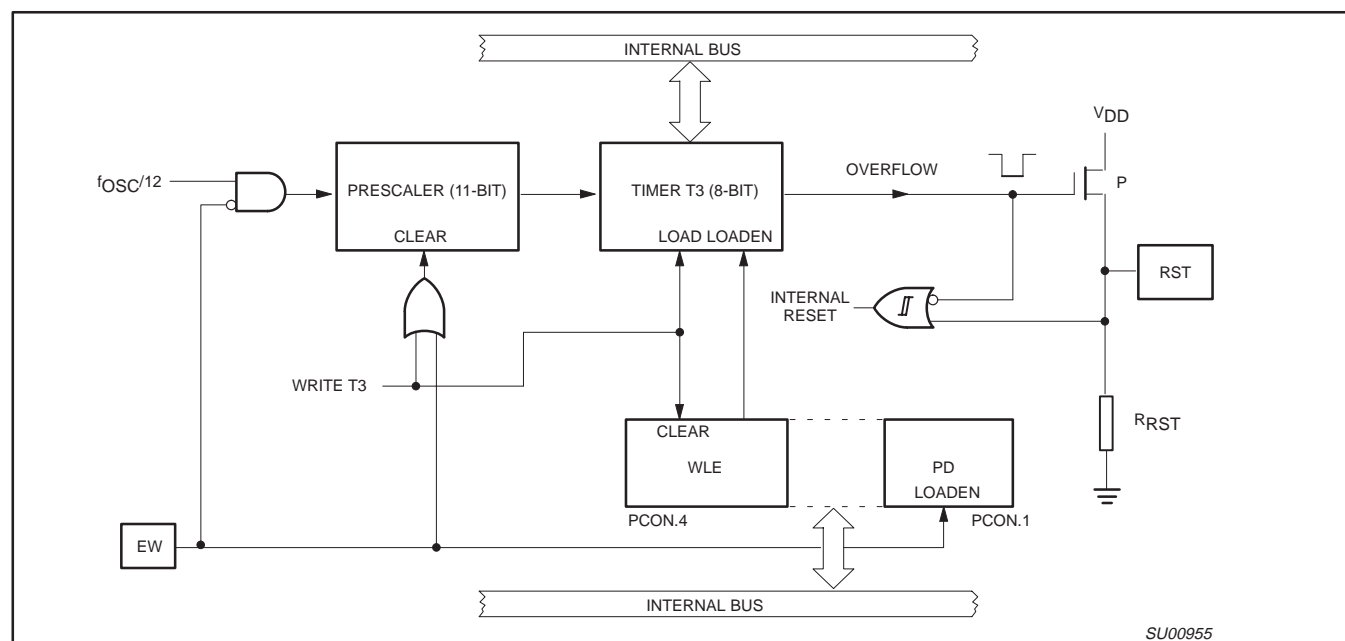 INTERNAL BUS
VDD
fOSC/12
PRESCALER (11-BIT)
CLEAR
TIMER T3 (8-BIT)
LOAD LOADEN
OVERFLOW
P
RST
INTERNAL
RESET
WRITE T3
CLEAR
WLE
PCON.4
PD
LOADEN
PCON.1
RRST
EW
INTERNAL BUS
SU00955